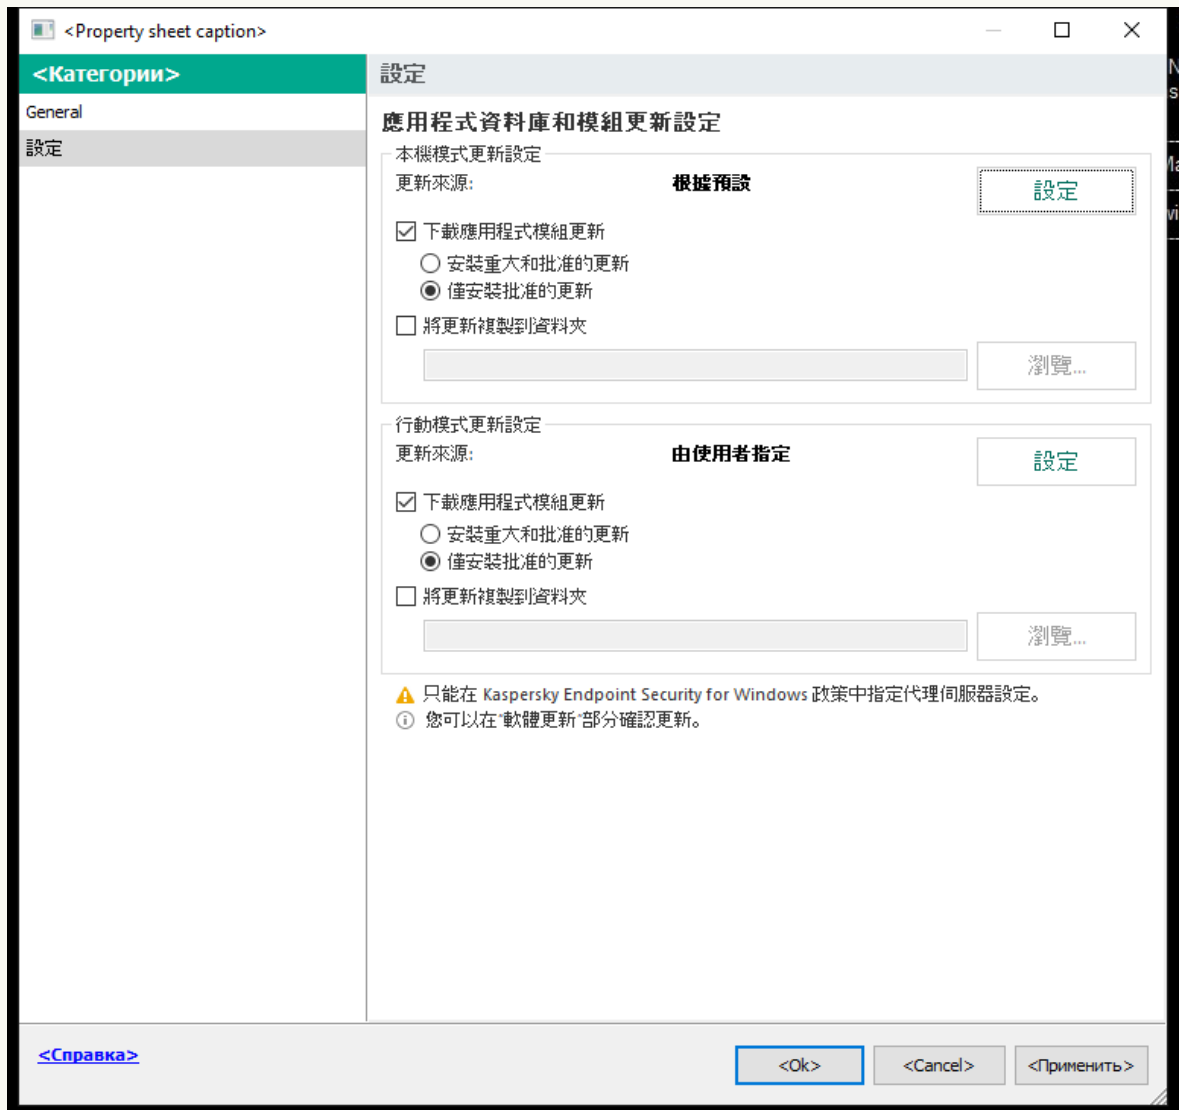 <Property sheet caption>
<Категории>
General
設定
設定
應用程式資料庫和模組更新設定
本機模式更新設定
更新來源: 根據預設 設定
下載應用程式模組更新
安裝重大和批准的更新
僅安裝批准的更新
將更新複製到資料夾
瀏覽...
行動模式更新設定
更新來源: 由使用者指定 設定
下載應用程式模組更新
安裝重大和批准的更新
僅安裝批准的更新
將更新複製到資料夾
瀏覽...
只能在 Kaspersky Endpoint Security for Windows 政策中指定代理伺服器設定。
您可以在"軟體更新"部分確認更新。
<Справка>
<Ok> <Cancel> <Применить>